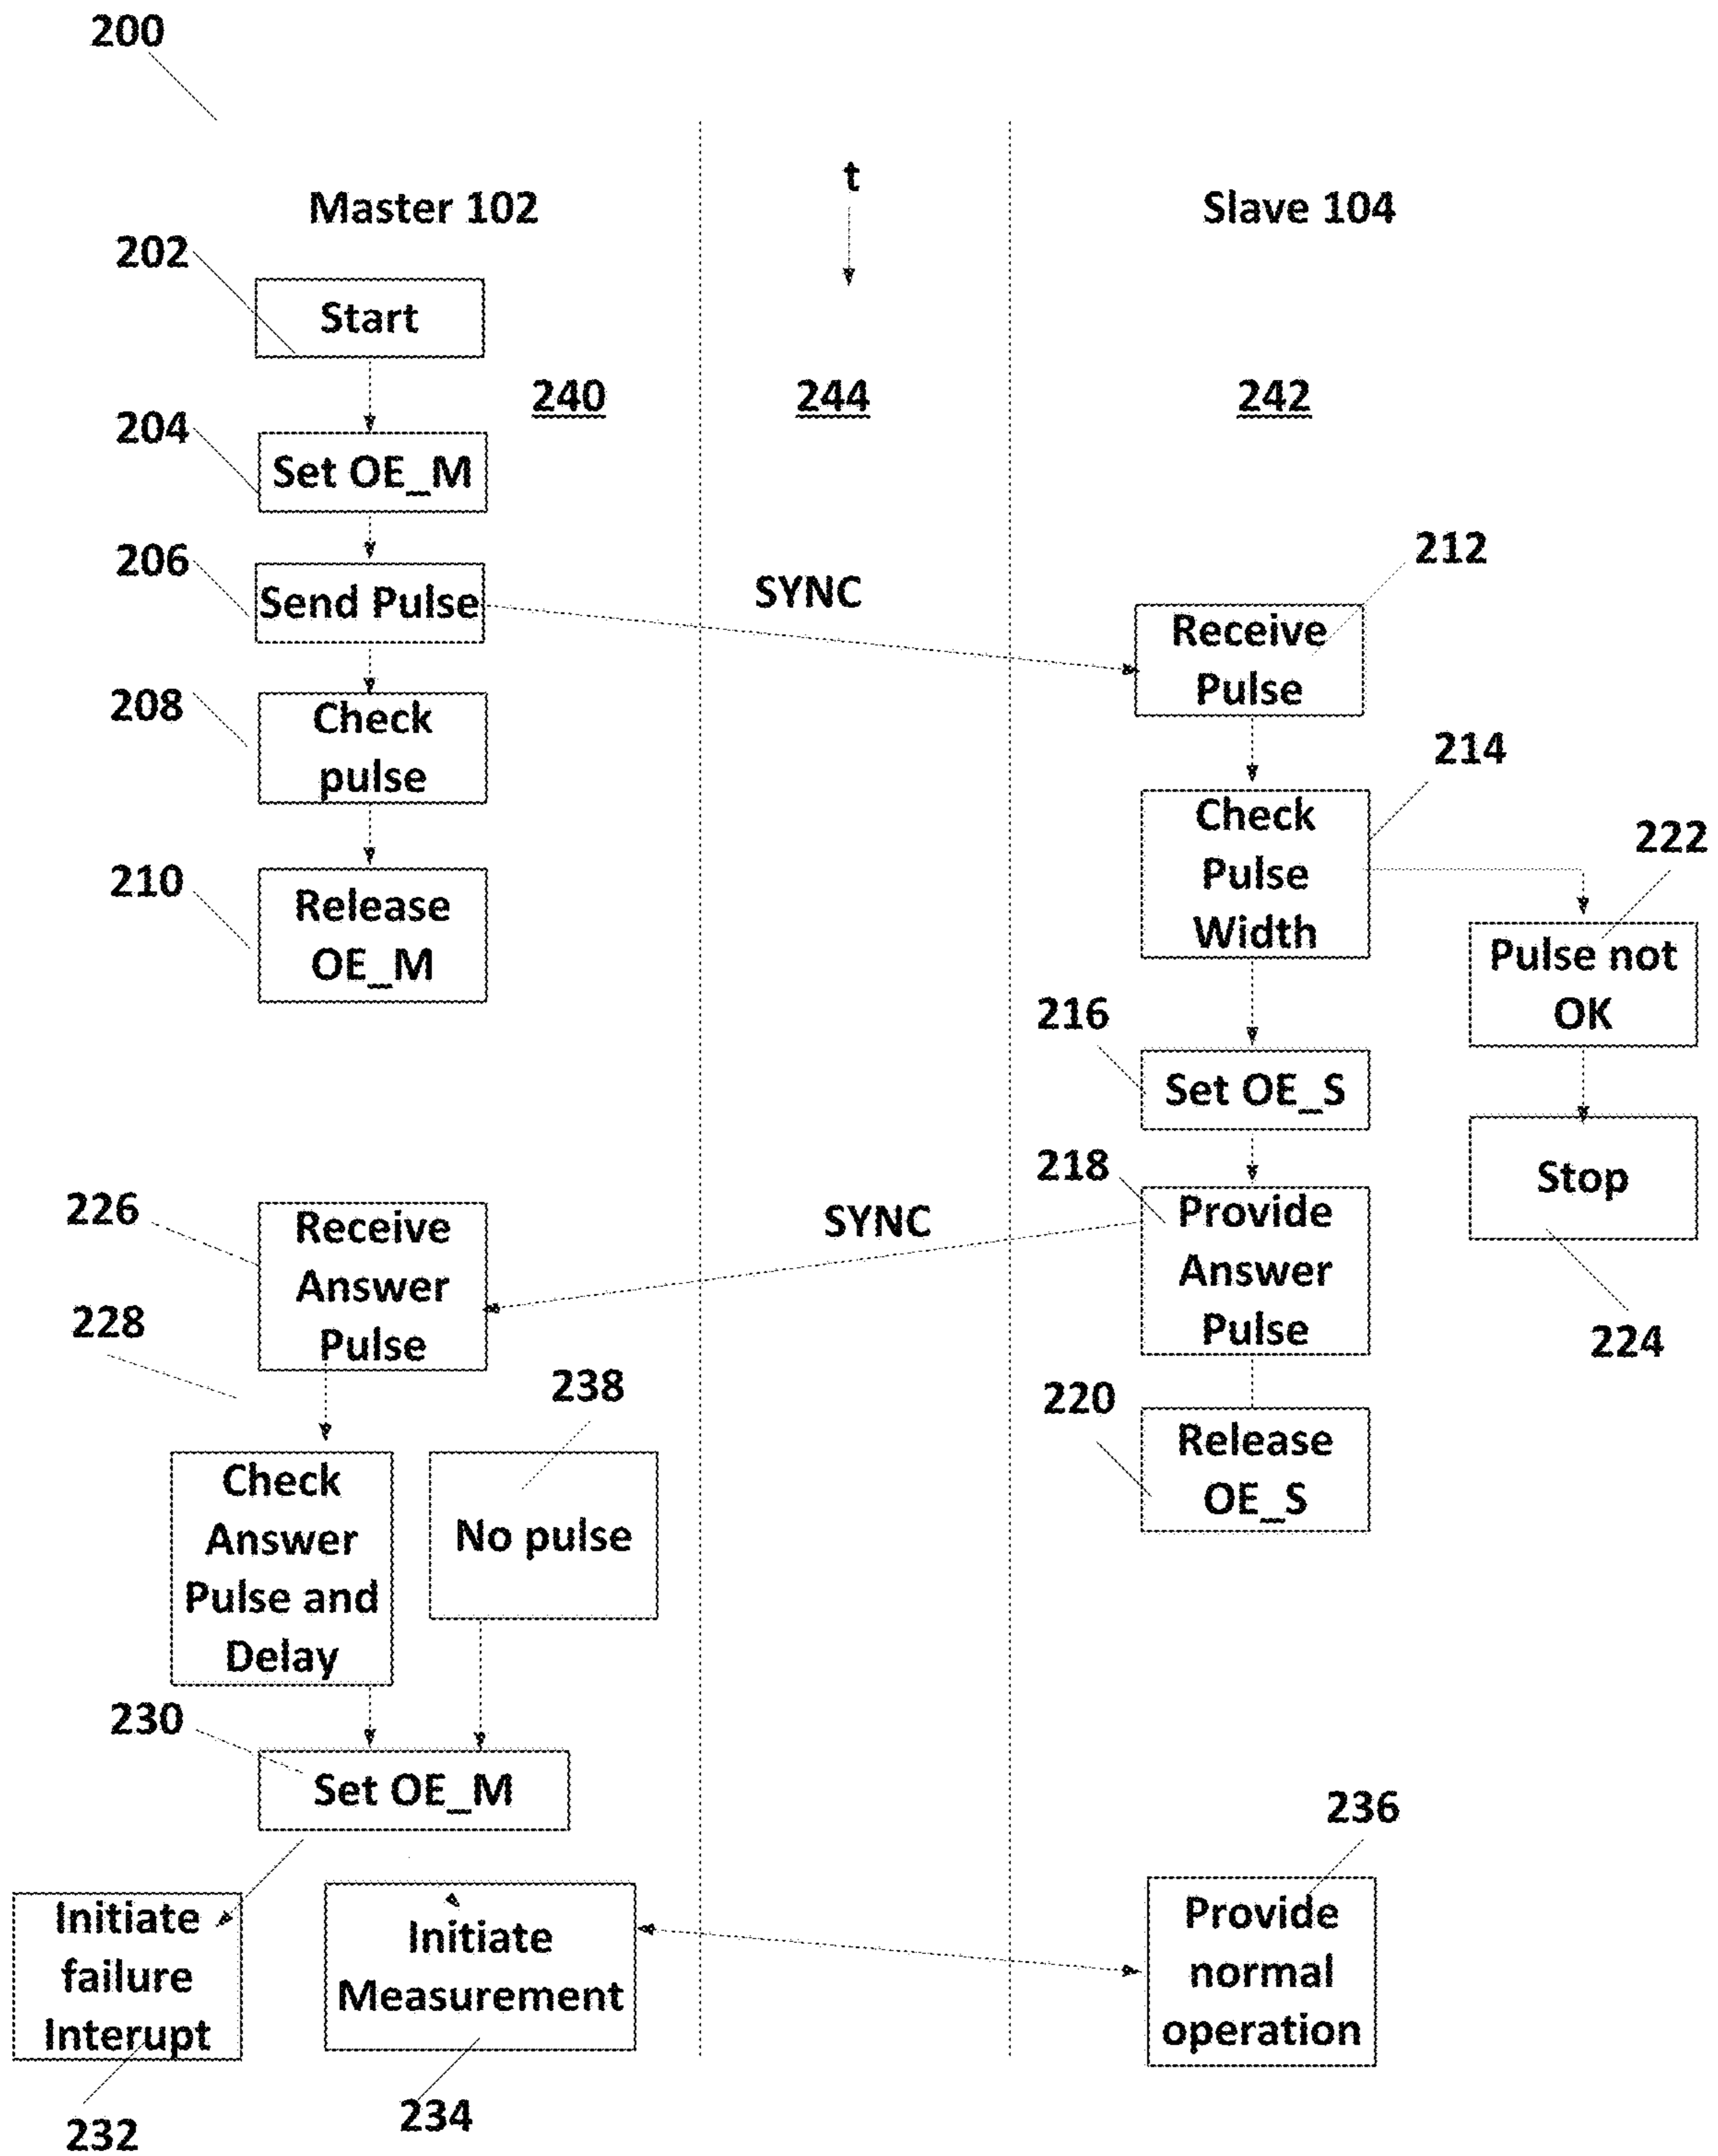 200
t
Master 102
Slave 104
202
Start
240
244
242
204
Set OE_M
206
Send Pulse
SYNC
212
Receive
Pulse
208
Check
pulse
214
Check
Pulse
Width
222
Pulse not
OK
210
Release
OE_M
216
Set OE_S
Stop
224
218
Provide
Answer
Pulse
SYNC
226
Receive
Answer
Pulse
228
238
220
Release
OE_S
Check
Answer
Pulse and
Delay
No pulse
230
Set OE_M
236
Initiate
failure
Interupt
232
Initiate
Measurement
234
Provide
normal
operation